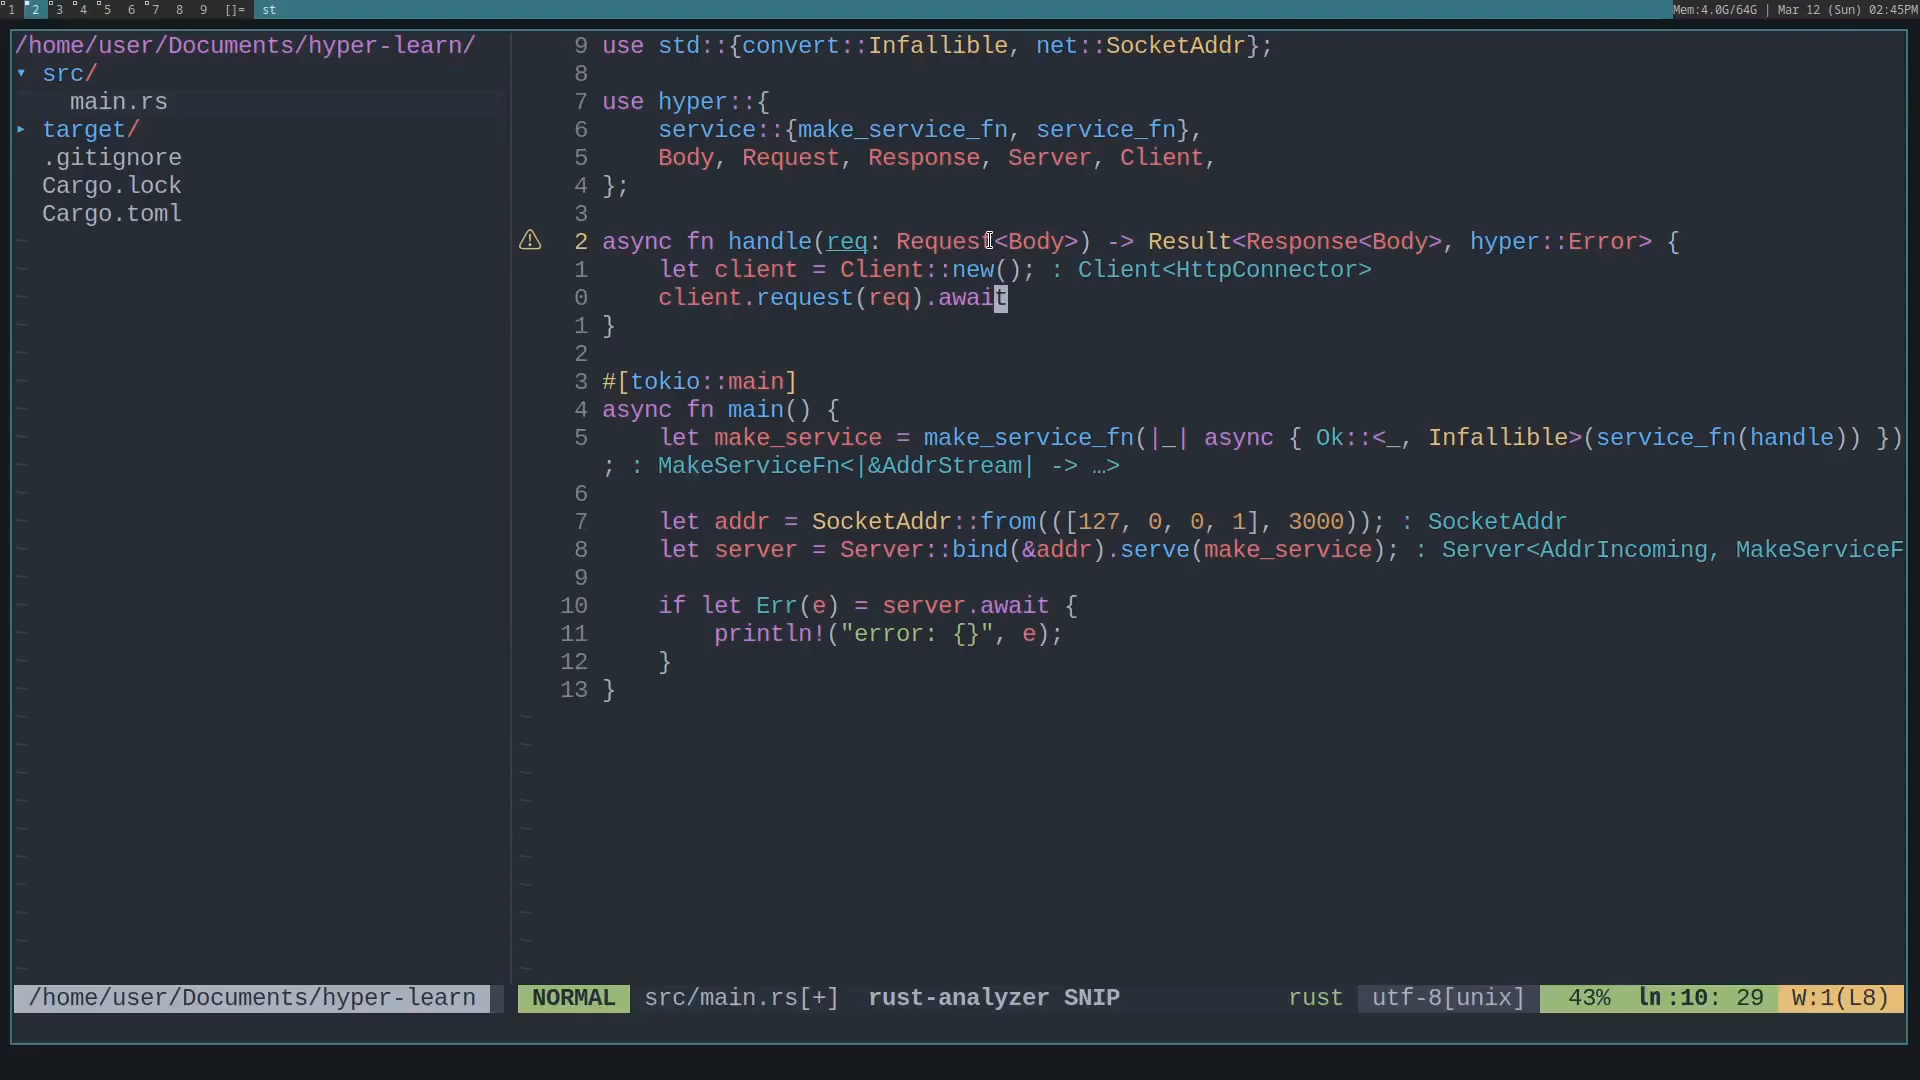 1 2 3 4 5 6 7 8 9 []= st Mem:4.0G/64G | Mar 12 (Sun) 02:45PM
/home/user/Documents/hyper-learn/
▾ src/
main.rs
▸ target/
.gitignore
Cargo.lock
Cargo.toml
9 use std::{convert::Infallible, net::SocketAddr};
8
7 use hyper::{
6     service::{make_service_fn, service_fn},
5     Body, Request, Response, Server, Client,
4 };
3
⚠ 2 async fn handle(req: Request<Body>) -> Result<Response<Body>, hyper::Error> {
1     let client = Client::new(); : Client<HttpConnector>
0     client.request(req).await
1 }
2
3 #[tokio::main]
4 async fn main() {
5     let make_service = make_service_fn(|_| async { Ok::<_, Infallible>(service_fn(handle)) })
; : MakeServiceFn<|&AddrStream| -> …>
6
7     let addr = SocketAddr::from(([127, 0, 0, 1], 3000)); : SocketAddr
8     let server = Server::bind(&addr).serve(make_service); : Server<AddrIncoming, MakeServiceF
9
10     if let Err(e) = server.await {
11         println!("error: {}", e);
12     }
13 }
/home/user/Documents/hyper-learn
NORMAL src/main.rs[+] rust-analyzer SNIP rust utf-8[unix] 43% ln:10: 29 W:1(L8)